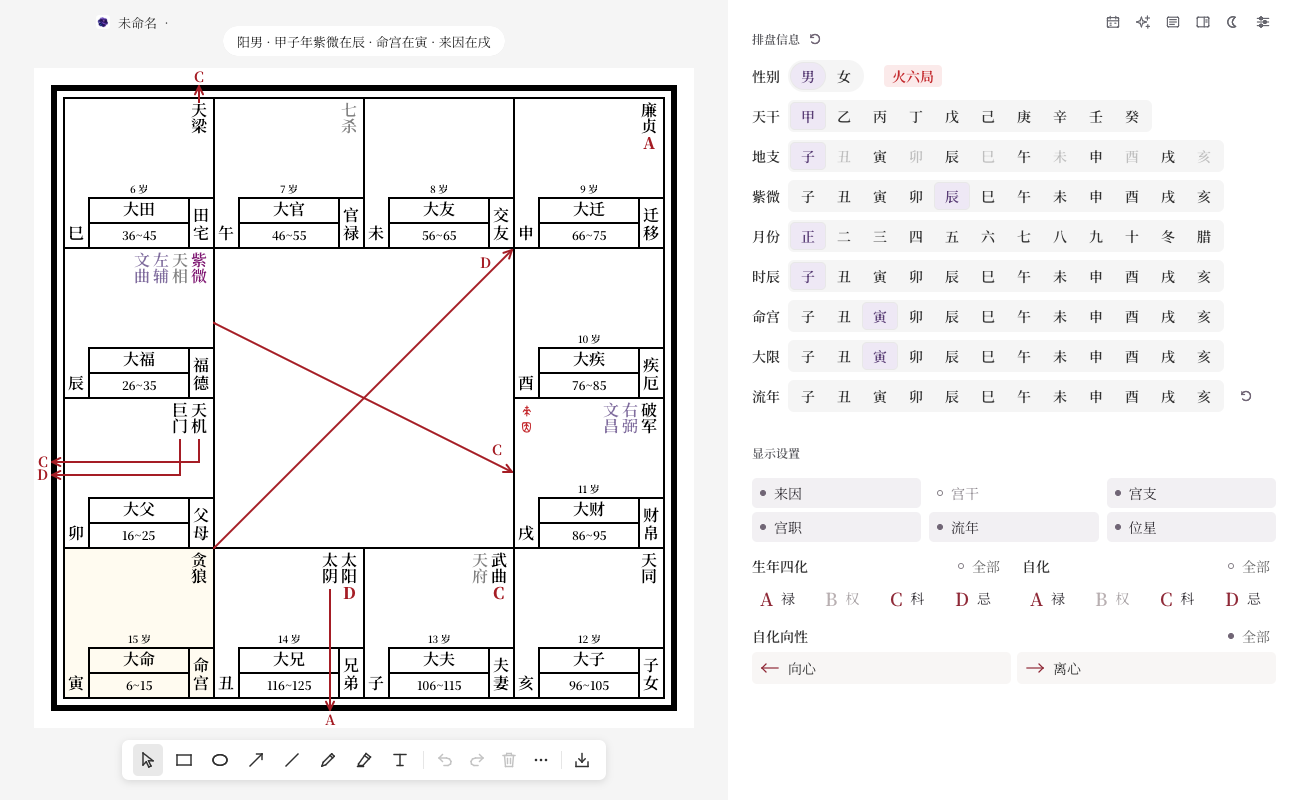 未命名 ·
阳男 · 甲子年紫微在辰 · 命宫在寅 · 来因在戌
C
天梁
6 岁
大田
36~45
田宅
巳
七杀
7 岁
大官
46~55
官禄
午
8 岁
大友
56~65
交友
未
廉贞
A
9 岁
大迁
66~75
迁移
申
文曲
左辅
天相
紫微
大福
26~35
福德
辰
D
C
10 岁
大疾
76~85
疾厄
酉
巨门
天机
C
D
大父
16~25
父母
卯
文昌
右弼
破军
11 岁
大财
86~95
财帛
戌
贪狼
15 岁
大命
6~15
命宫
寅
太阴
太阳
D
14 岁
大兄
116~125
兄弟
丑
A
天府
武曲
C
13 岁
大夫
106~115
夫妻
子
天同
12 岁
大子
96~105
子女
亥
排盘信息
性别 男 女 火六局
天干 甲 乙 丙 丁 戊 己 庚 辛 壬 癸
地支 子 丑 寅 卯 辰 巳 午 未 申 酉 戌 亥
紫微 子 丑 寅 卯 辰 巳 午 未 申 酉 戌 亥
月份 正 二 三 四 五 六 七 八 九 十 冬 腊
时辰 子 丑 寅 卯 辰 巳 午 未 申 酉 戌 亥
命宫 子 丑 寅 卯 辰 巳 午 未 申 酉 戌 亥
大限 子 丑 寅 卯 辰 巳 午 未 申 酉 戌 亥
流年 子 丑 寅 卯 辰 巳 午 未 申 酉 戌 亥
显示设置
来因 宫干 宫支
宫职 流年 位星
生年四化 全部 自化 全部
A 禄 B 权 C 科 D 忌 A 禄 B 权 C 科 D 忌
自化向性 全部
向心 离心